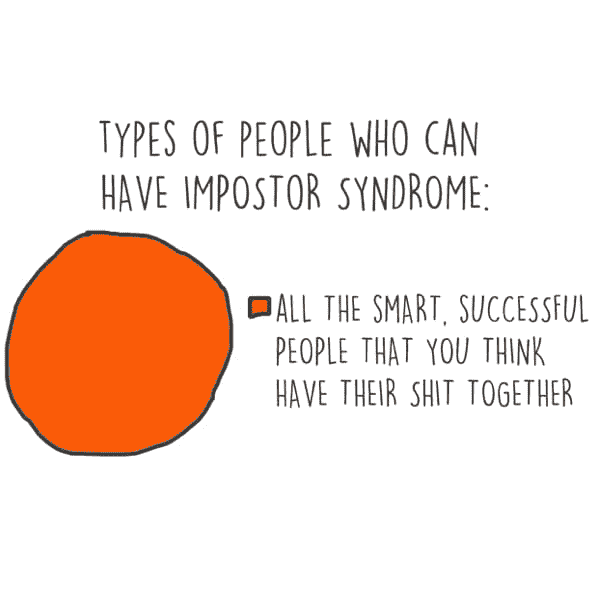 TYPES OF PEOPLE WHO CAN
HAVE IMPOSTOR SYNDROME:
ALL THE SMART, SUCCESSFUL
PEOPLE THAT YOU THINK
HAVE THEIR SHIT TOGETHER